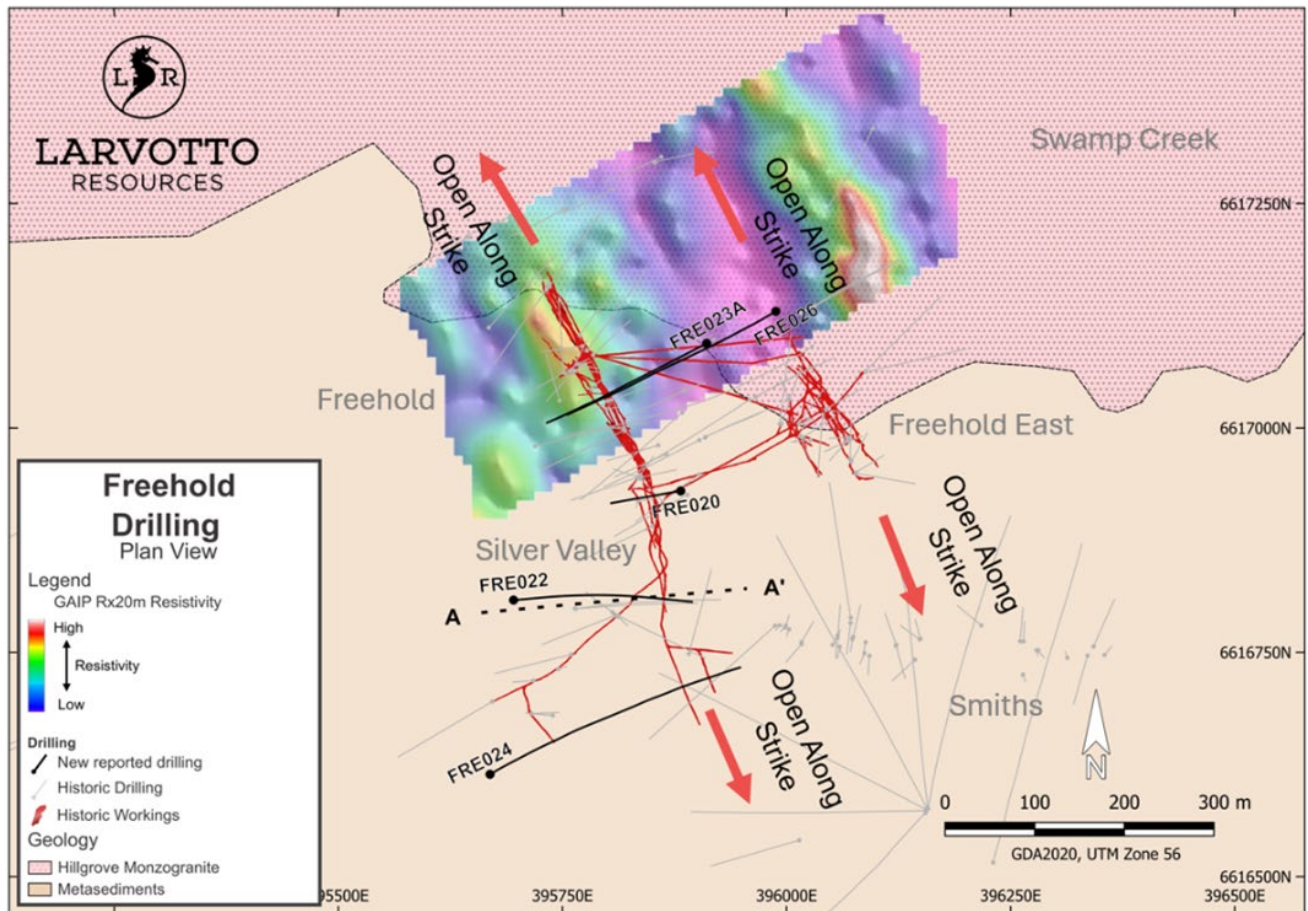 L R
LARVOTTO
RESOURCES
Swamp Creek
Open Along
Strike
Open Along
Strike
6617250N
FRE023A
FRE026
Freehold
Freehold East
6617000N
FRE020
Open Along
Strike
Silver Valley
FRE022
A
A'
6616750N
Smiths
Open Along
Strike
FRE024
N
0 100 200 300 m
GDA2020, UTM Zone 56
6616500N
395500E
395750E
396000E
396250E
396500E
Freehold
Drilling
Plan View
Legend
GAIP Rx20m Resistivity
High
Resistivity
Low
Drilling
New reported drilling
Historic Drilling
Historic Workings
Geology
Hillgrove Monzogranite
Metasediments